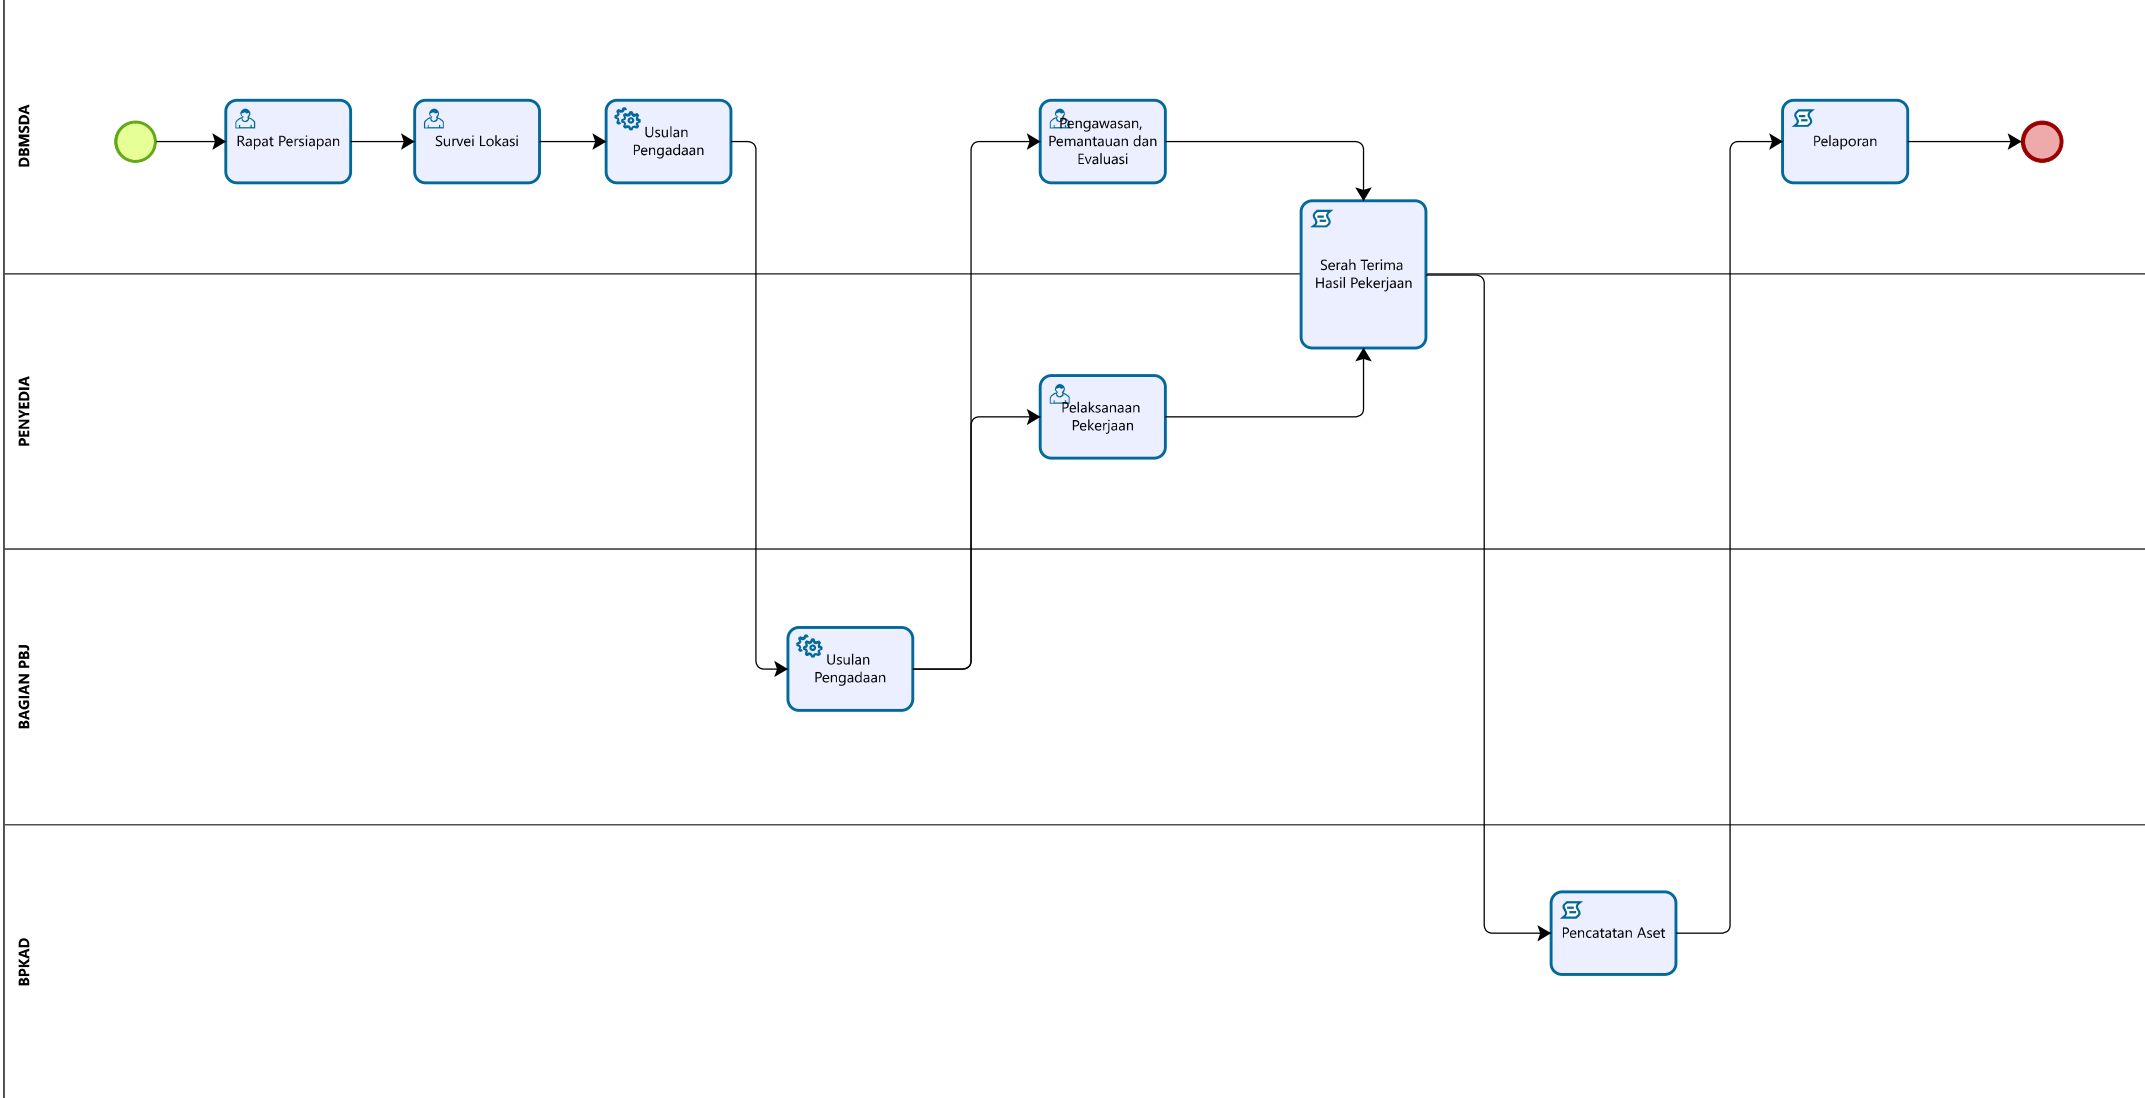 DBMSDA
Rapat Persiapan
Survei Lokasi
Usulan
Pengadaan
Pengawasan,
Pemantauan dan
Evaluasi
Pelaporan
Serah Terima
Hasil Pekerjaan
PENYEDIA
Pelaksanaan
Pekerjaan
BAGIAN PBJ
Usulan
Pengadaan
BPKAD
Pencatatan Aset